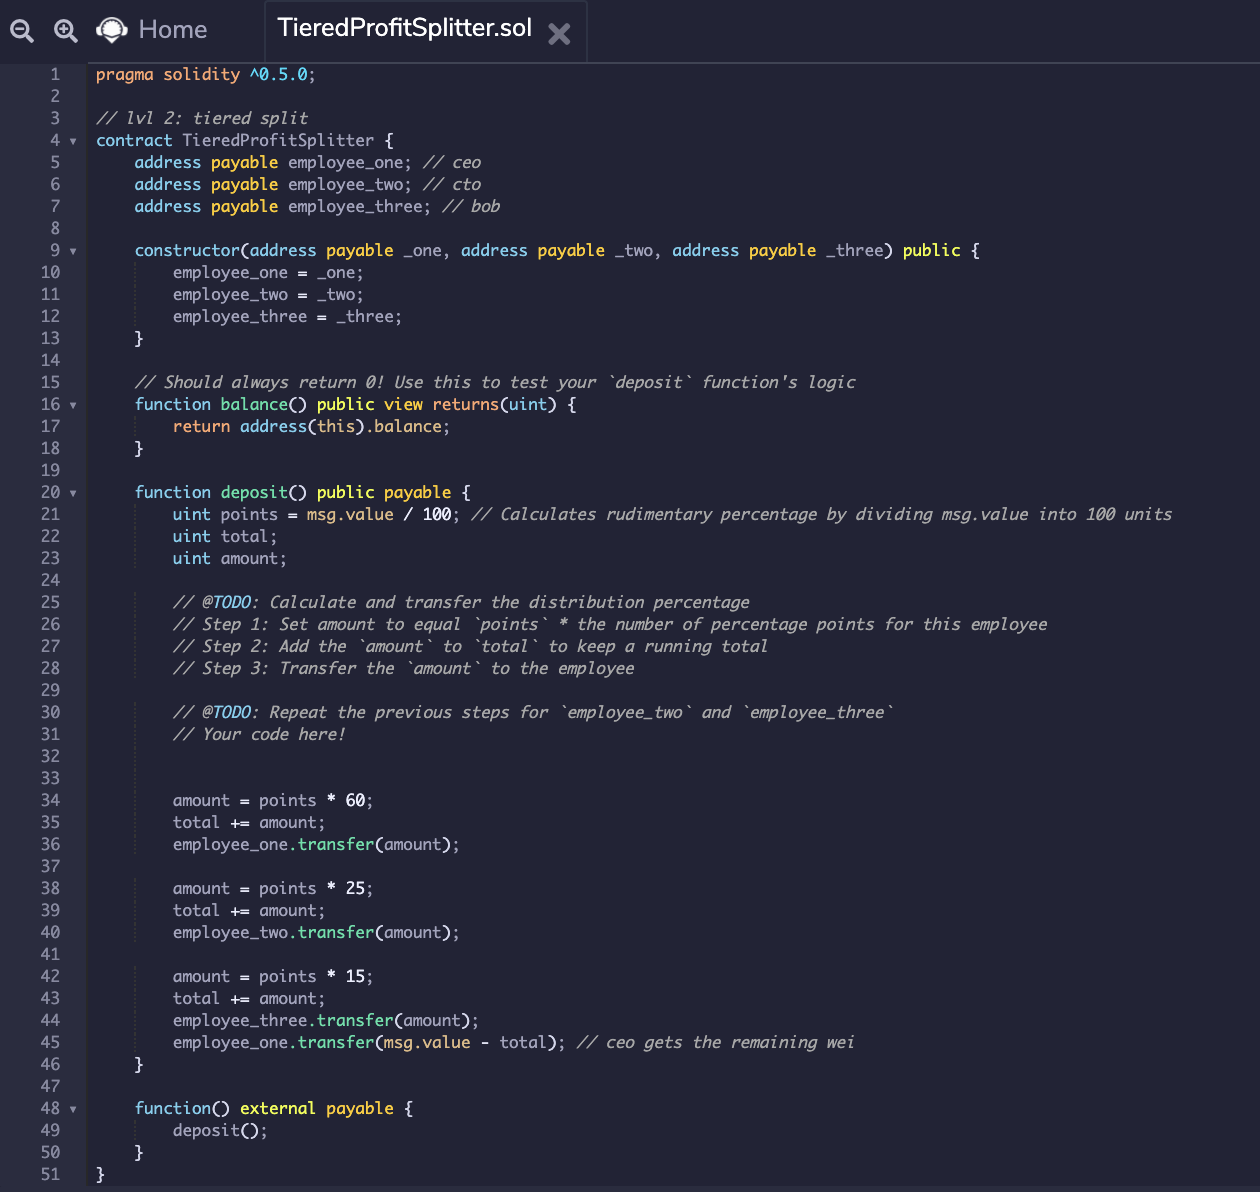 Home TieredProfitSplitter.sol
1 pragma solidity ^0.5.0;
2
3 // lvl 2: tiered split
4 contract TieredProfitSplitter {
5     address payable employee_one; // ceo
6     address payable employee_two; // cto
7     address payable employee_three; // bob
8
9     constructor(address payable _one, address payable _two, address payable _three) public {
10         employee_one = _one;
11         employee_two = _two;
12         employee_three = _three;
13     }
14
15     // Should always return 0! Use this to test your `deposit` function's logic
16     function balance() public view returns(uint) {
17         return address(this).balance;
18     }
19
20     function deposit() public payable {
21         uint points = msg.value / 100; // Calculates rudimentary percentage by dividing msg.value into 100 units
22         uint total;
23         uint amount;
24
25         // @TODO: Calculate and transfer the distribution percentage
26         // Step 1: Set amount to equal `points` * the number of percentage points for this employee
27         // Step 2: Add the `amount` to `total` to keep a running total
28         // Step 3: Transfer the `amount` to the employee
29
30         // @TODO: Repeat the previous steps for `employee_two` and `employee_three`
31         // Your code here!
32
33
34         amount = points * 60;
35         total += amount;
36         employee_one.transfer(amount);
37
38         amount = points * 25;
39         total += amount;
40         employee_two.transfer(amount);
41
42         amount = points * 15;
43         total += amount;
44         employee_three.transfer(amount);
45         employee_one.transfer(msg.value - total); // ceo gets the remaining wei
46     }
47
48     function() external payable {
49         deposit();
50     }
51 }